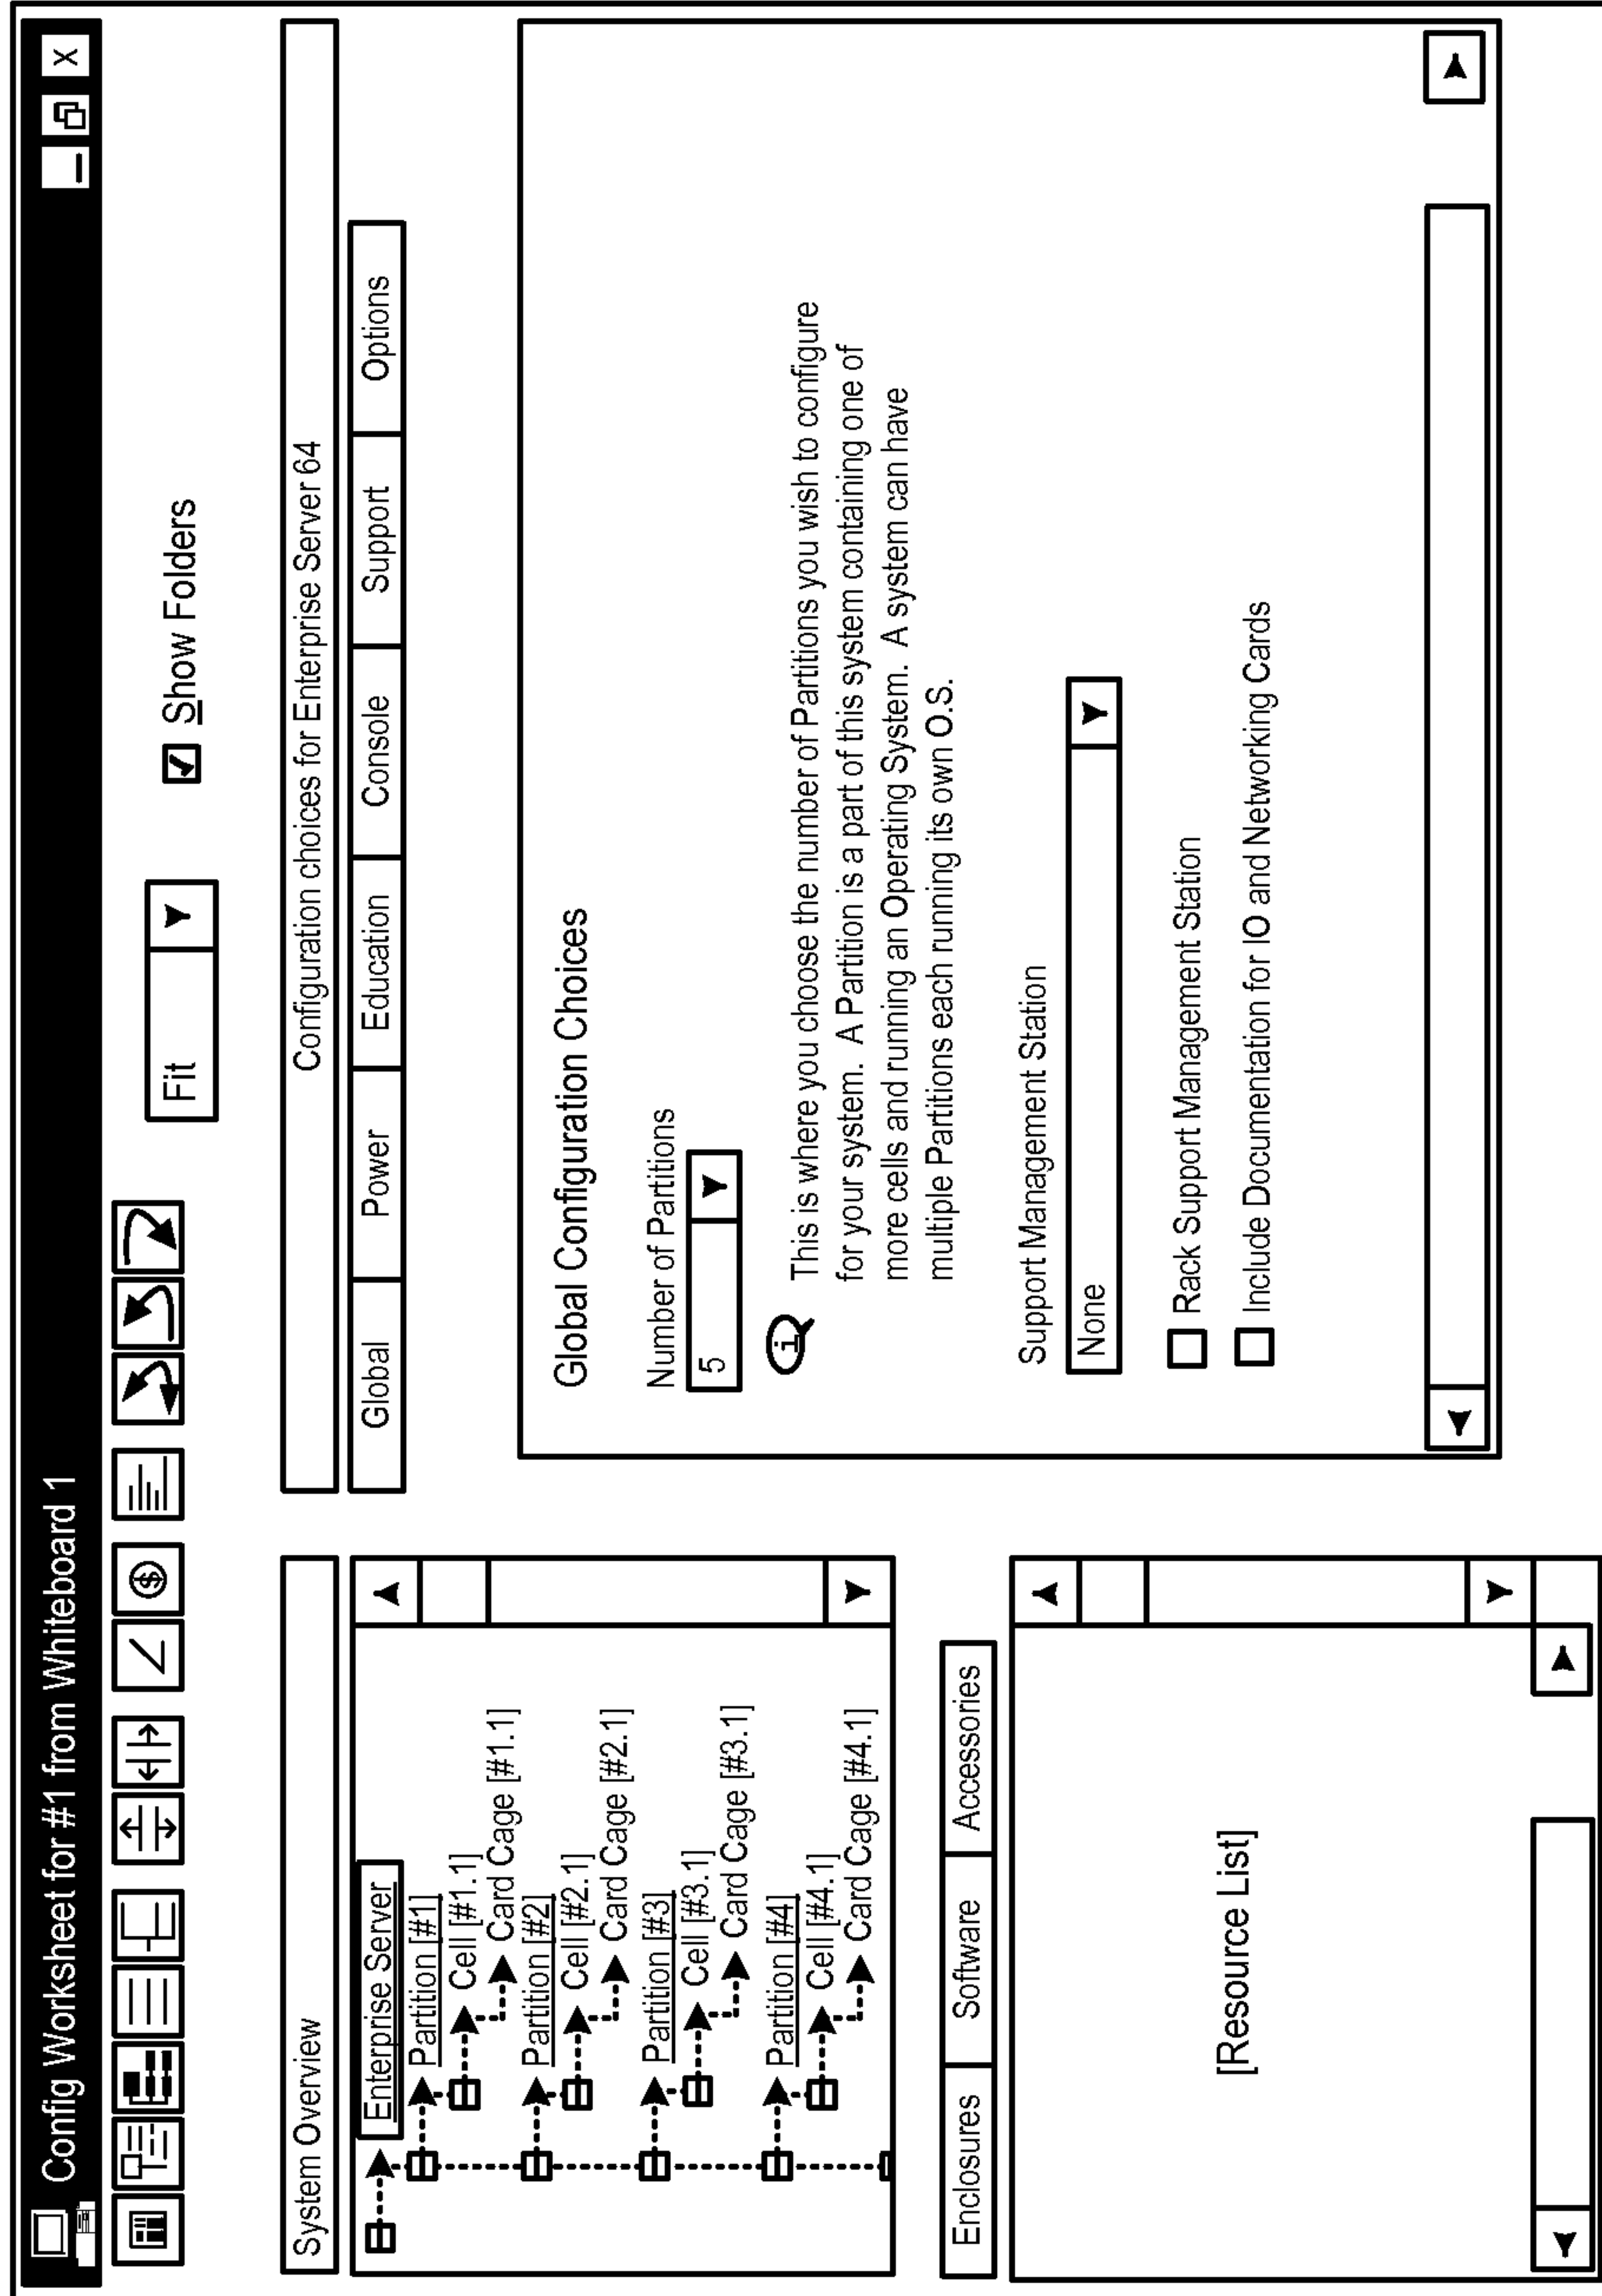 Config Worksheet for #1 from Whiteboard 1
X
$
Fit
Show Folders
System Overview
Enterprise Server
Partition [#1]
Cell [#1.1]
Card Cage [#1.1]
Partition [#2]
Cell [#2.1]
Card Cage [#2.1]
Partition [#3]
Cell [#3.1]
Card Cage [#3.1]
Partition [#4]
Cell [#4.1]
Card Cage [#4.1]
Enclosures Software Accessories
[Resource List]
Configuration choices for Enterprise Server 64
Global Power Education Console Support Options
Global Configuration Choices
Number of Partitions
5
i
This is where you choose the number of Partitions you wish to configure
for your system. A Partition is a part of this system containing one of
more cells and running an Operating System. A system can have
multiple Partitions each running its own O.S.
Support Management Station
None
Rack Support Management Station
Include Documentation for IO and Networking Cards